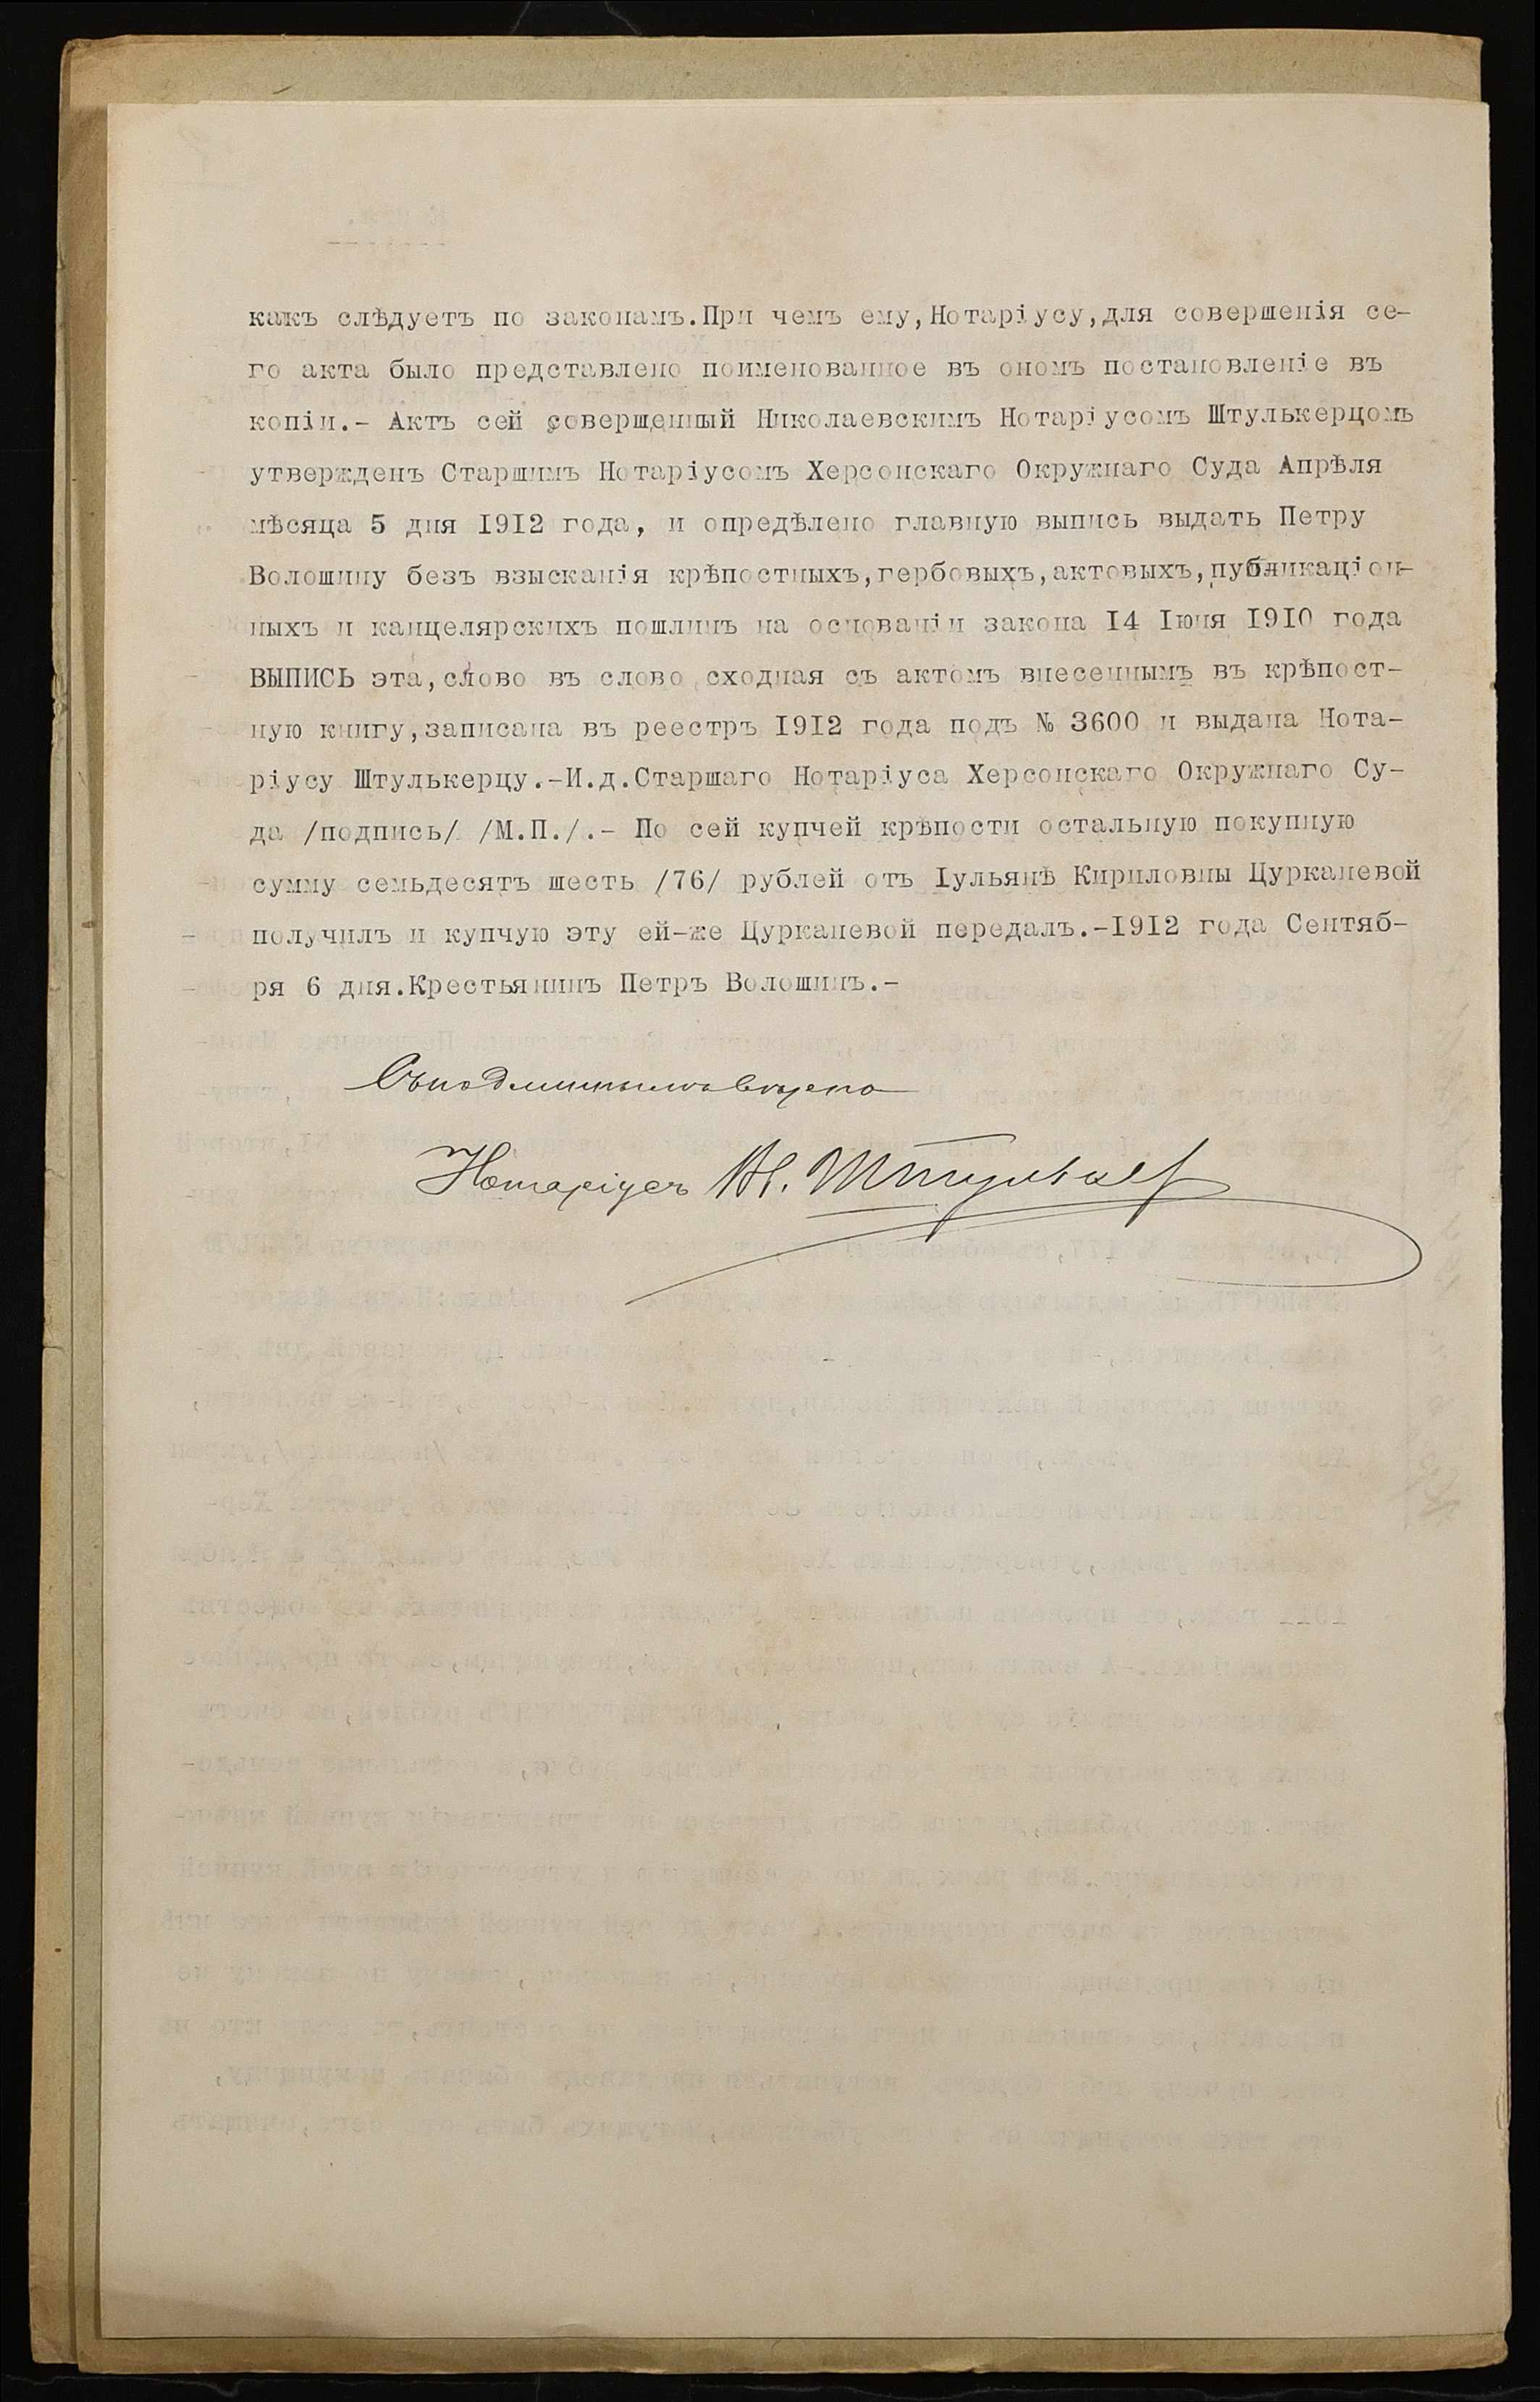 какъ слѣдуетъ по законамъ.При чемъ ему,Нотаріусу,для совершенія се-
го акта было представлено поименованное въ ономъ постановленіе въ
копіи.- Актъ сей совершенный Николаевскимъ Нотаріусомъ Штулькерцомъ
утвержденъ Старшимъ Нотаріусомъ Херсонскаго Окружнаго Суда Апрѣля
мѣсяца 5 дня 1912 года, и опредѣлено главную выпись выдать Петру
Волошину безъ взысканія крѣпостныхъ,гербовыхъ,актовыхъ,публикаціон-
ныхъ и канцелярскихъ пошлинъ на основаніи закона 14 Іюня 1910 года
ВЫПИСЬ эта,слово въ слово сходная съ актомъ внесеннымъ въ крѣпост-
ную книгу,записана въ реестръ 1912 года подъ № 3600 и выдана Нота-
ріусу Штулькерцу.-И.д.Старшаго Нотаріуса Херсонскаго Окружнаго Су-
да /подпись/ /М.П./.- По сей купчей крѣпости остальную покупную
сумму семьдесятъ шесть /76/ рублей отъ Іульянѣ Кириловны Цурканевой
получилъ и купчую эту ей-же Цурканевой передалъ.-1912 года Сентяб-
ря 6 дня.Крестьянинъ Петръ Волошинъ.-
Съ подлиннымъ вѣрно
Нотаріусъ